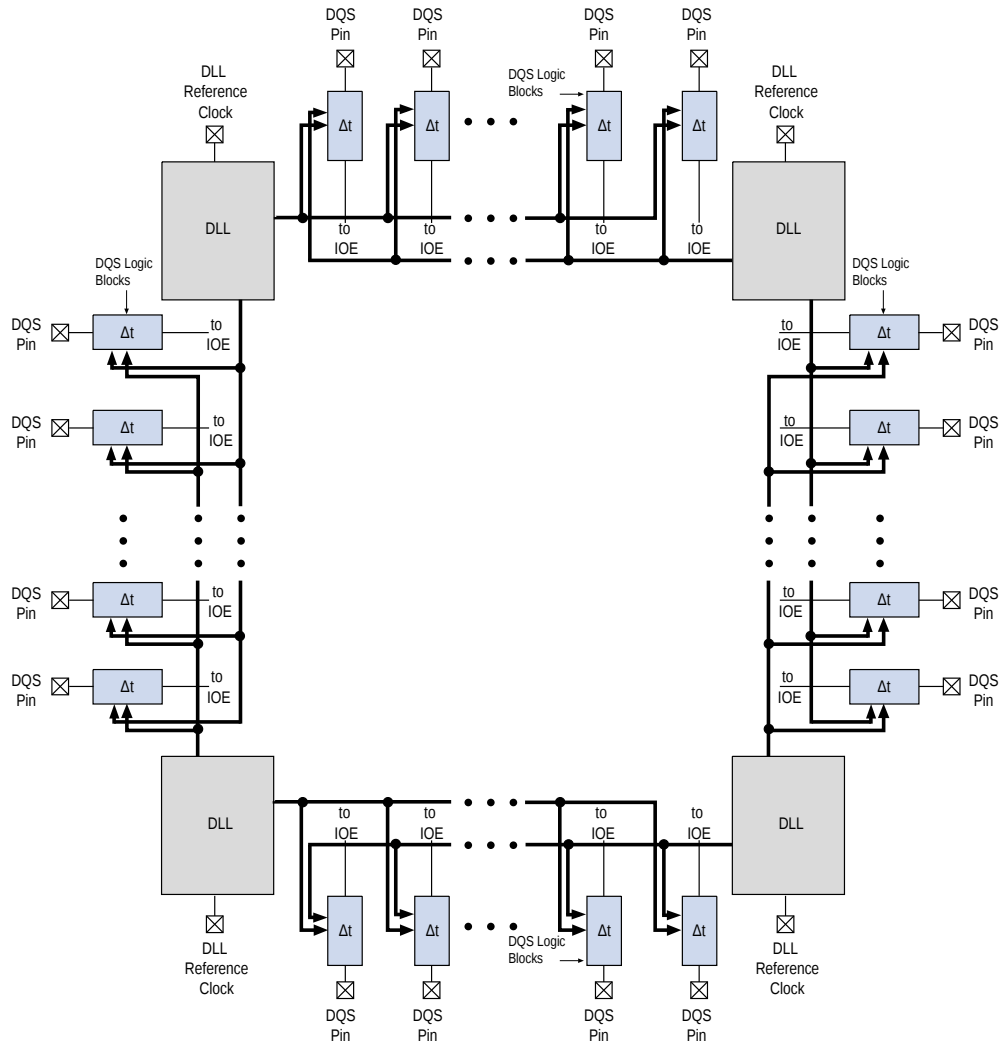 DQS
Pin
DQS
Pin
DQS
Pin
DQS
Pin
DLL
Reference
Clock
DQS Logic
Blocks
DLL
Reference
Clock
Δt
Δt
Δt
Δt
DLL
DLL
to
IOE
to
IOE
to
IOE
to
IOE
DQS Logic
Blocks
DQS Logic
Blocks
DQS
Pin
Δt
to
IOE
to
IOE
Δt
DQS
Pin
DQS
Pin
Δt
to
IOE
to
IOE
Δt
DQS
Pin
DQS
Pin
Δt
to
IOE
to
IOE
Δt
DQS
Pin
DQS
Pin
Δt
to
IOE
to
IOE
Δt
DQS
Pin
DLL
DLL
to
IOE
to
IOE
to
IOE
to
IOE
Δt
Δt
Δt
Δt
DLL
Reference
Clock
DQS Logic
Blocks
DLL
Reference
Clock
DQS
Pin
DQS
Pin
DQS
Pin
DQS
Pin